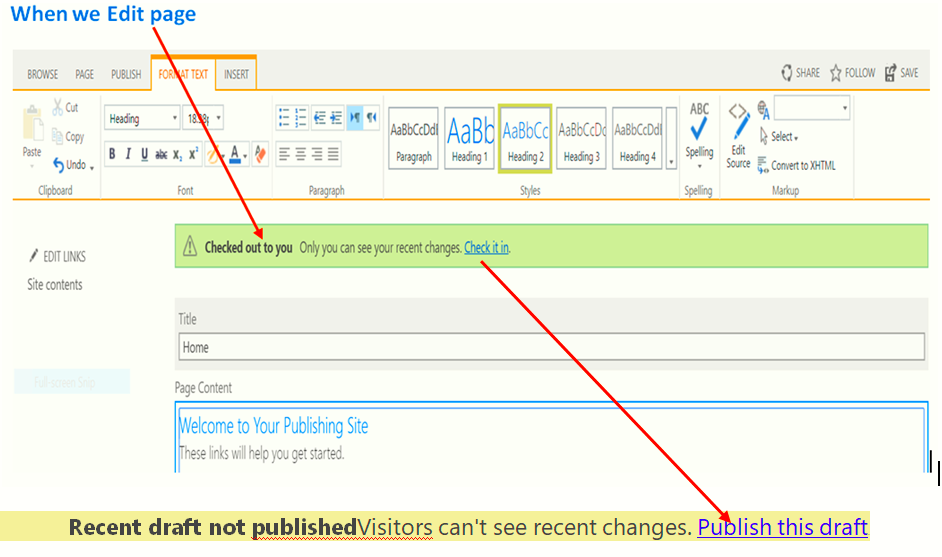 When we Edit page
BROWSE PAGE PUBLISH FORMAT TEXT INSERT
SHARE FOLLOW SAVE
Paste
Cut
Copy
Undo
Clipboard
Heading
B I U abc X₂ X² A
Font
Paragraph
AaBbCcDdI AaBb AaBbCc AaBbCcDc AaBbCcDdI
Paragraph Heading 1 Heading 2 Heading 3 Heading 4
Styles
ABC
Spelling
Spelling
Edit
Source
Select
Convert to XHTML
Markup
Checked out to you Only you can see your recent changes. Check it in.
EDIT LINKS
Site contents
Title
Home
Full-screen Snip
Page Content
Welcome to Your Publishing Site
These links will help you get started.
Recent draft not publishedVisitors can't see recent changes. Publish this draft